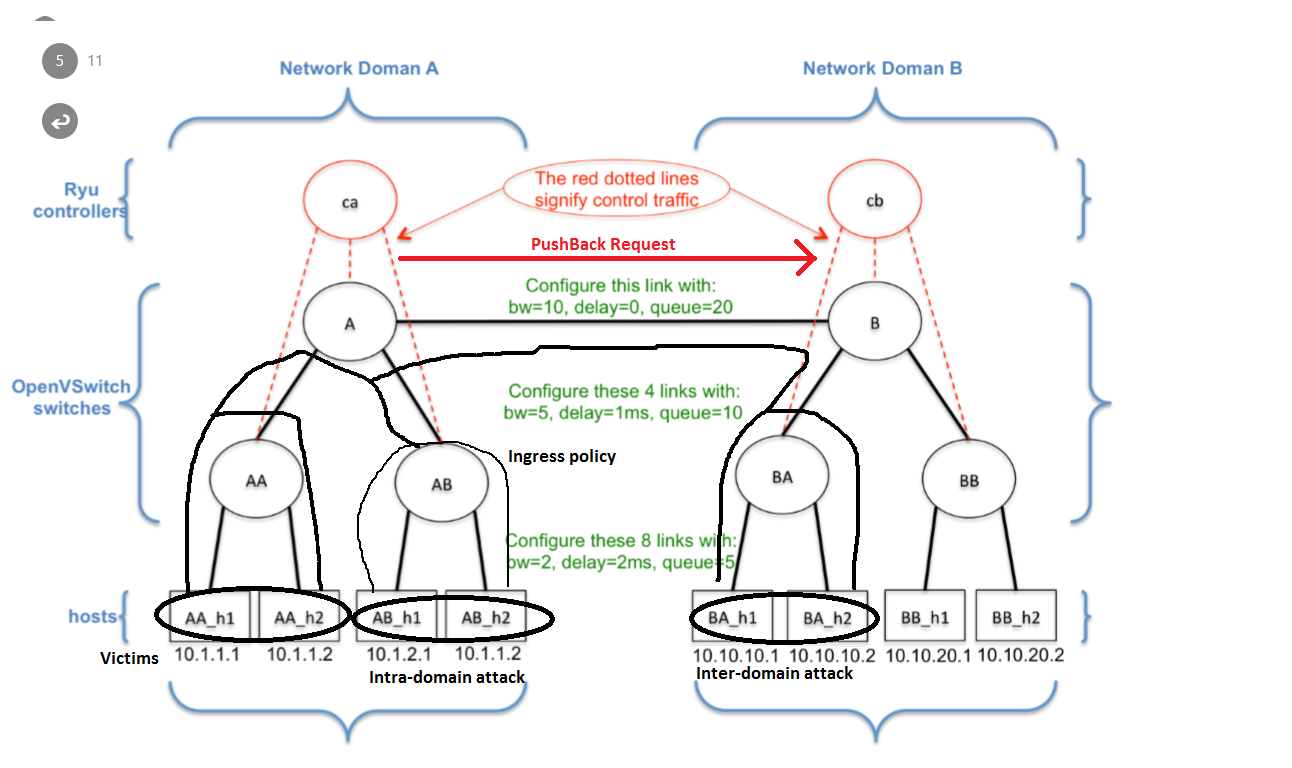 5 11
Network Doman A
Network Doman B
Ryu
controllers
ca
The red dotted lines
signify control traffic
cb
PushBack Request
Configure this link with:
bw=10, delay=0, queue=20
A
B
OpenVSwitch
switches
Configure these 4 links with:
bw=5, delay=1ms, queue=10
AA
AB
Ingress policy
BA
BB
Configure these 8 links with:
bw=2, delay=2ms, queue=5
hosts
AA_h1
AA_h2
AB_h1
AB_h2
BA_h1
BA_h2
BB_h1
BB_h2
Victims
10.1.1.1
10.1.1.2
10.1.2.1
10.1.1.2
10.10.10.1
10.10.10.2
10.10.20.1
10.10.20.2
Intra-domain attack
Inter-domain attack